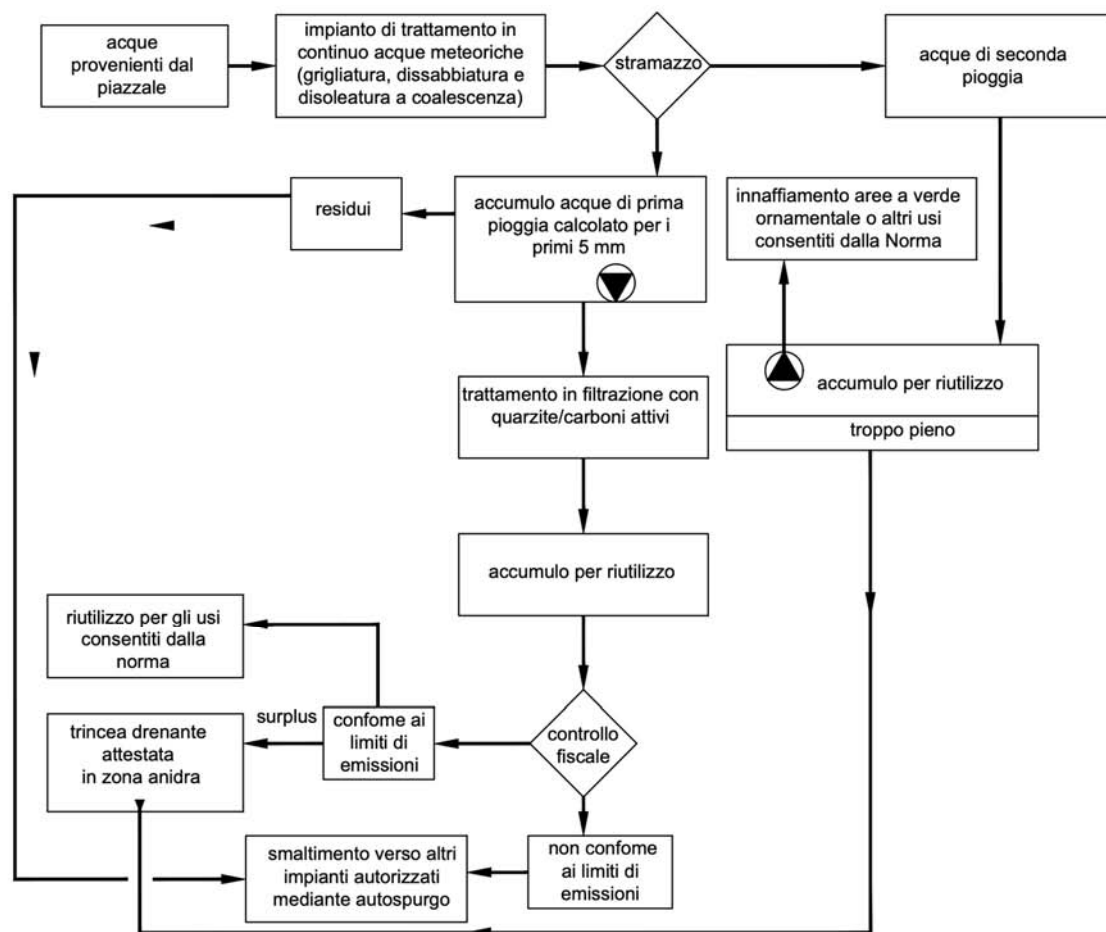 acque
provenienti dal
piazzale
impianto di trattamento in
continuo acque meteoriche
(grigliatura, dissabbiatura e
disoleatura a coalescenza)
stramazzo
acque di seconda
pioggia
residui
accumulo acque di prima
pioggia calcolato per i
primi 5 mm
innaffiamento aree a verde
ornamentale o altri usi
consentiti dalla Norma
accumulo per riutilizzo
troppo pieno
trattamento in filtrazione con
quarzite/carboni attivi
accumulo per riutilizzo
riutilizzo per gli usi
consentiti dalla
norma
surplus
trincea drenante
attestata
in zona anidra
confome ai
limiti di
emissioni
controllo
fiscale
smaltimento verso altri
impianti autorizzati
mediante autospurgo
non confome
ai limiti di
emissioni